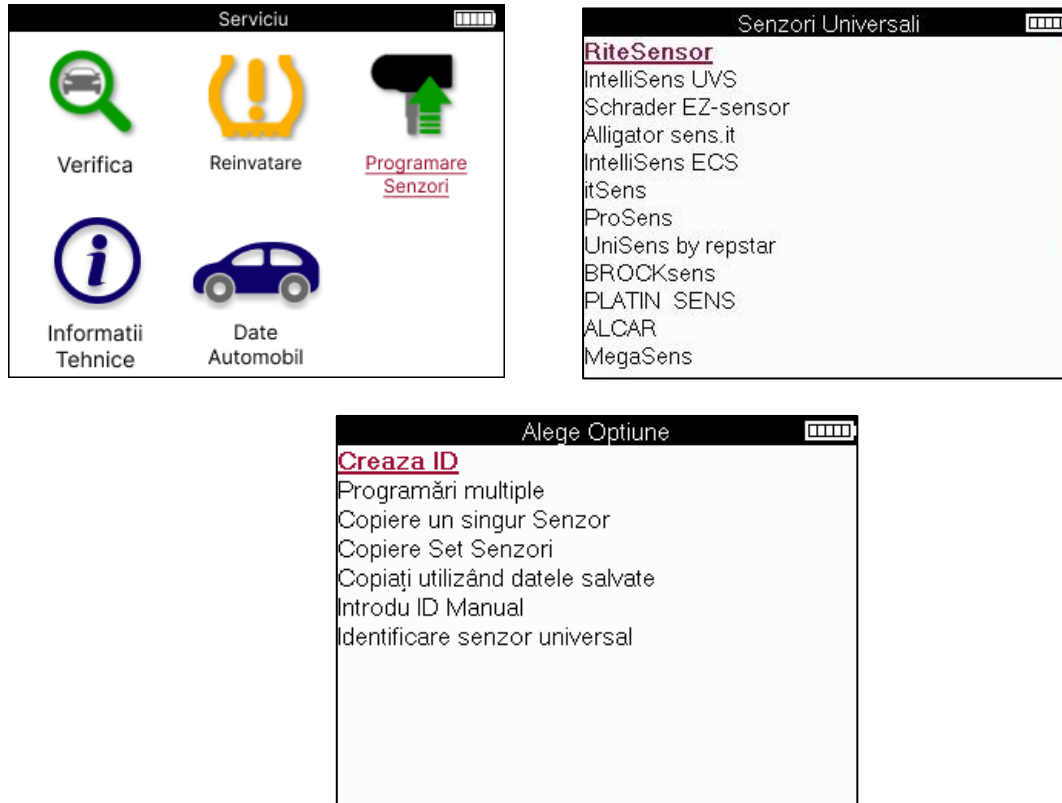 Serviciu
Verifica
Reinvatare
Programare
Senzori
Informatii
Tehnice
Date
Automobil
Senzori Universali
RiteSensor
IntelliSens UVS
Schrader EZ-sensor
Alligator sens.it
IntelliSens ECS
itSens
ProSens
UniSens by repstar
BROCKsens
PLATIN SENS
ALCAR
MegaSens
Alege Optiune
Creaza ID
Programări multiple
Copiere un singur Senzor
Copiere Set Senzori
Copiați utilizând datele salvate
Introdu ID Manual
Identificare senzor universal